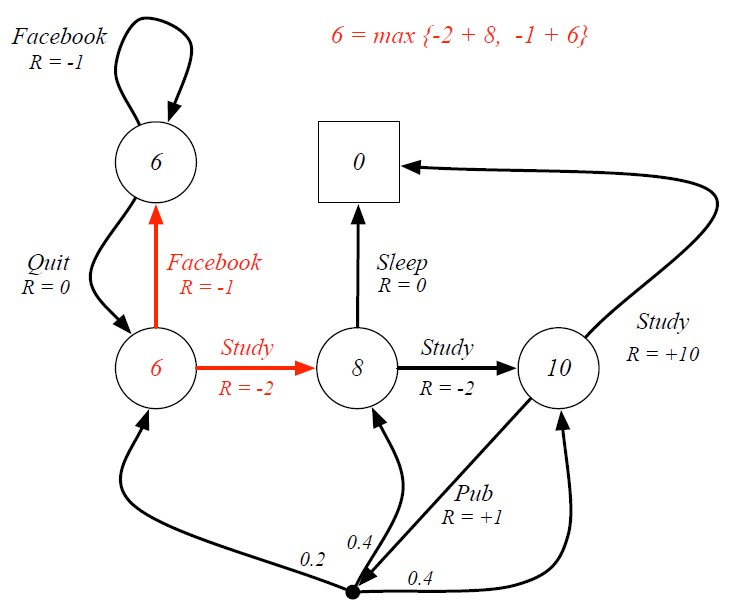 Facebook
R = -1
6 = max {-2 + 8, -1 + 6}
6
0
Quit
R = 0
Facebook
R = -1
Sleep
R = 0
Study
R = +10
6
Study
R = -2
8
Study
R = -2
10
Pub
R = +1
0.2
0.4
0.4